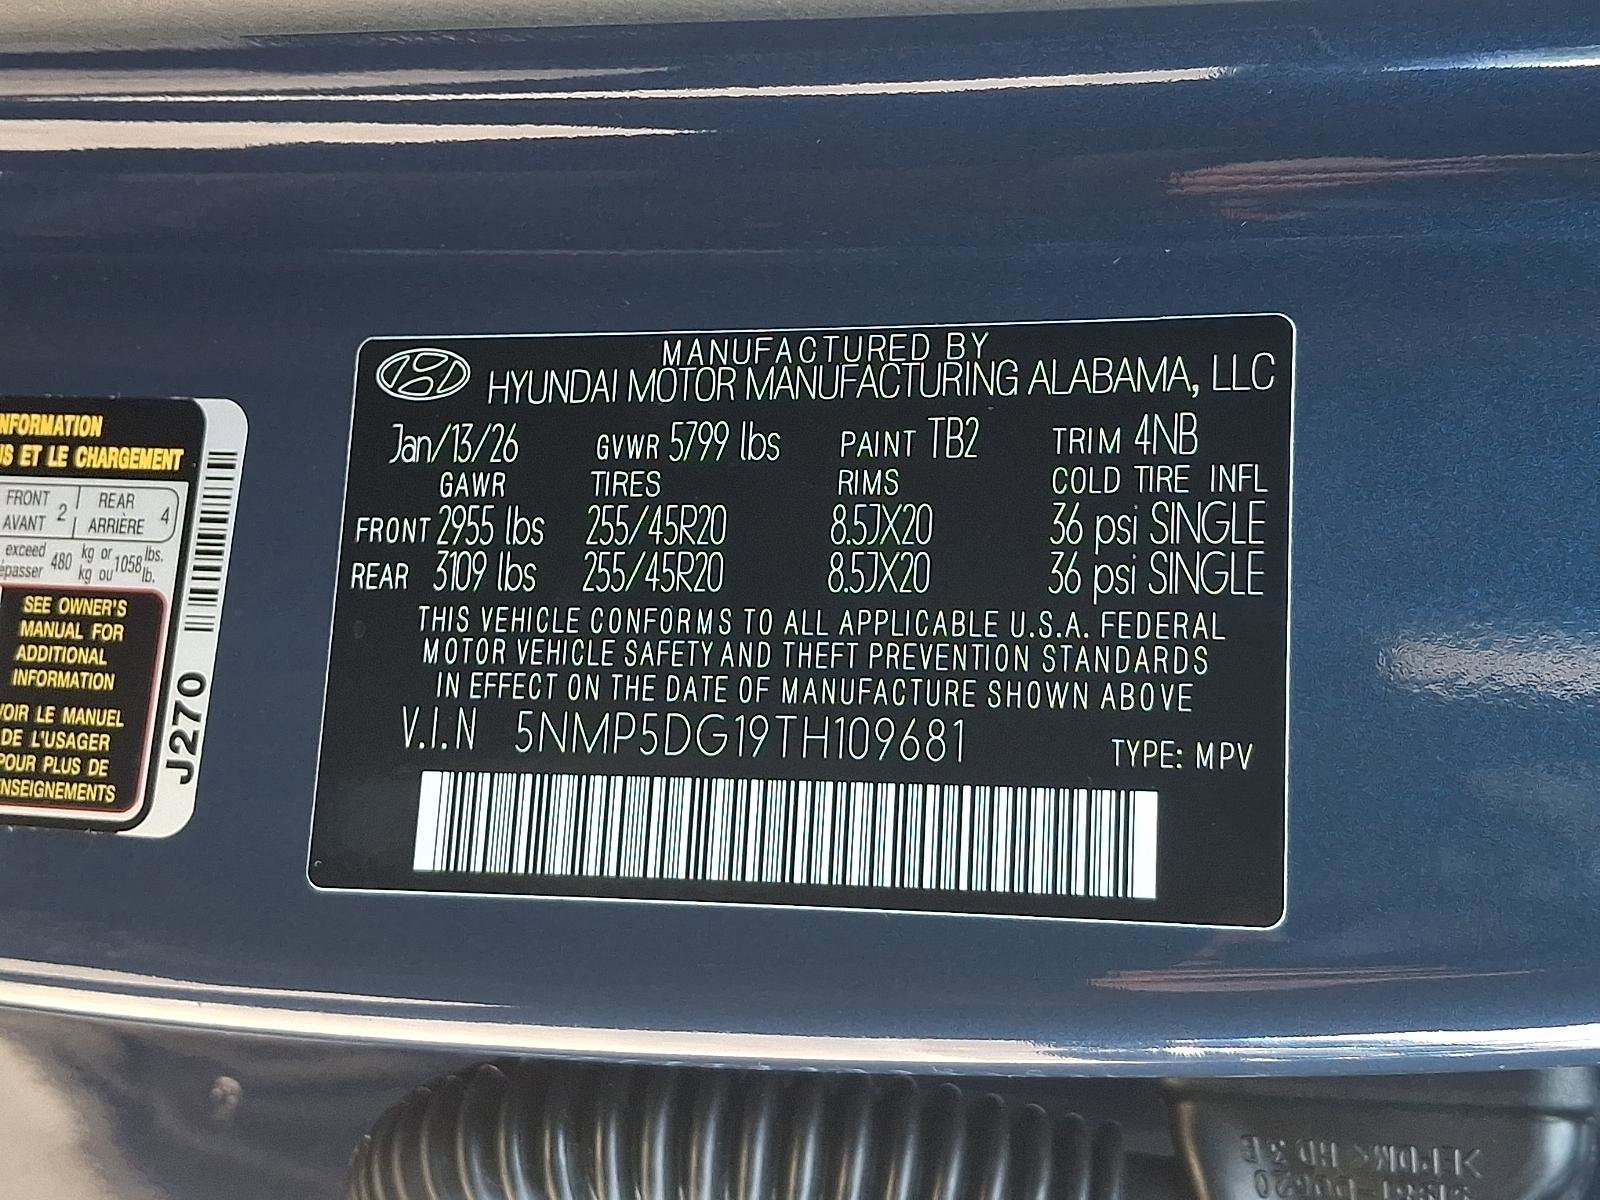 NFORMATION
US ET LE CHARGEMENT
FRONT 2 REAR 4
AVANT ARRIÈRE
exceed 480 kg or 1058 lbs.
épasser kg ou lb.
SEE OWNER'S
MANUAL FOR
ADDITIONAL
INFORMATION
VOIR LE MANUEL
DE L'USAGER
POUR PLUS DE
ENSEIGNEMENTS
J270
MANUFACTURED BY
HYUNDAI MOTOR MANUFACTURING ALABAMA, LLC
Jan/13/26 GVWR 5799 lbs PAINT TB2 TRIM 4NB
GAWR TIRES RIMS COLD TIRE INFL
FRONT 2955 lbs 255/45R20 8.5JX20 36 psi SINGLE
REAR 3109 lbs 255/45R20 8.5JX20 36 psi SINGLE
THIS VEHICLE CONFORMS TO ALL APPLICABLE U.S.A. FEDERAL
MOTOR VEHICLE SAFETY AND THEFT PREVENTION STANDARDS
IN EFFECT ON THE DATE OF MANUFACTURE SHOWN ABOVE
V.I.N 5NMP5DG19TH109681 TYPE: MPV